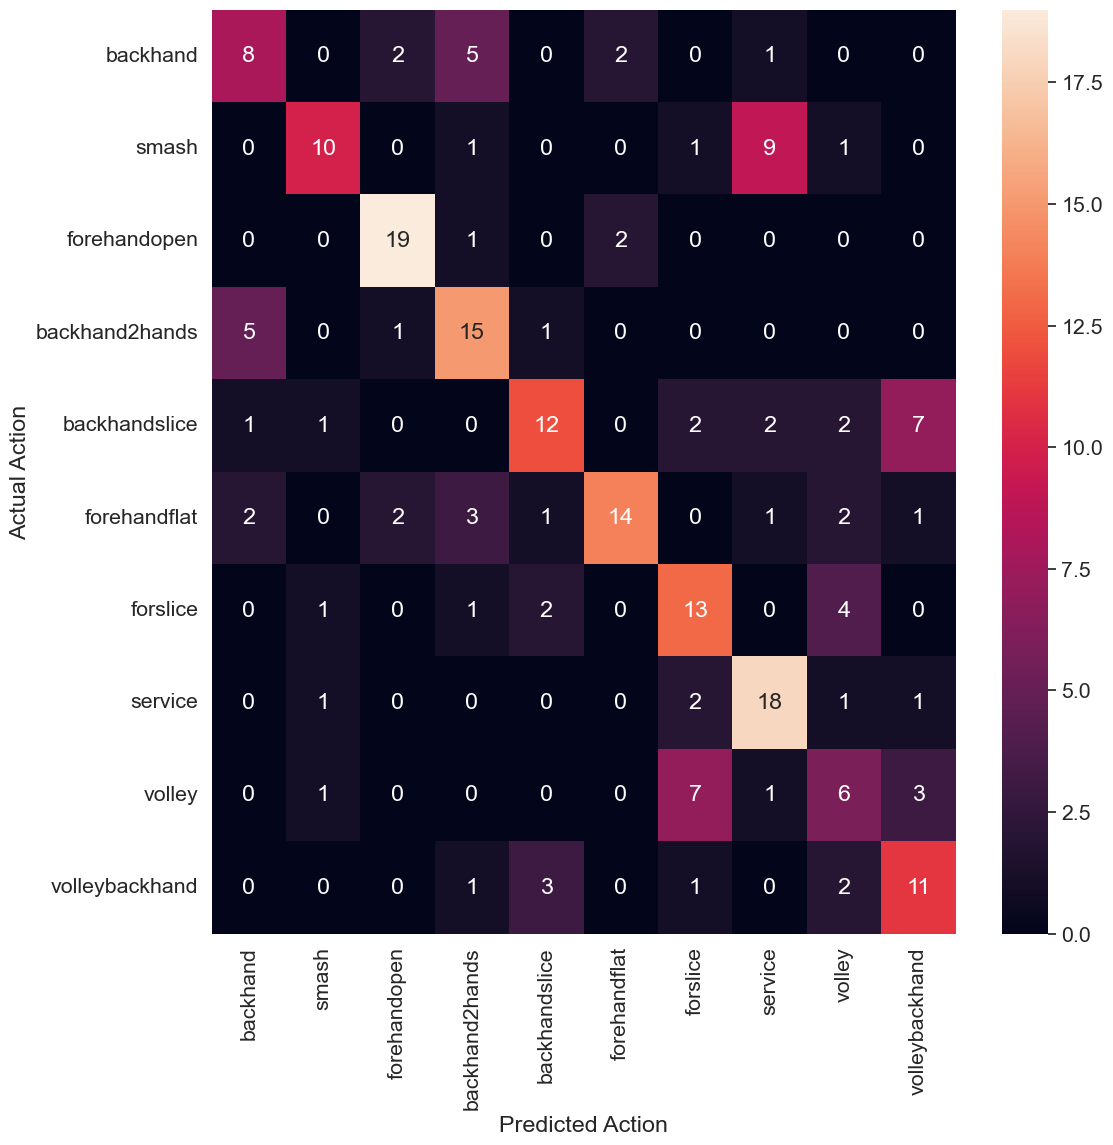 backhand 8 0 2 5 0 2 0 1 0 0
smash 0 10 0 1 0 0 1 9 1 0
forehandopen 0 0 19 1 0 2 0 0 0 0
backhand2hands 5 0 1 15 1 0 0 0 0 0
backhandslice 1 1 0 0 12 0 2 2 2 7
forehandflat 2 0 2 3 1 14 0 1 2 1
forslice 0 1 0 1 2 0 13 0 4 0
service 0 1 0 0 0 0 2 18 1 1
volley 0 1 0 0 0 0 7 1 6 3
volleybackhand 0 0 0 1 3 0 1 0 2 11
Actual Action
backhand
smash
forehandopen
backhand2hands
backhandslice
forehandflat
forslice
service
volley
volleybackhand
Predicted Action
17.5
15.0
12.5
10.0
7.5
5.0
2.5
0.0